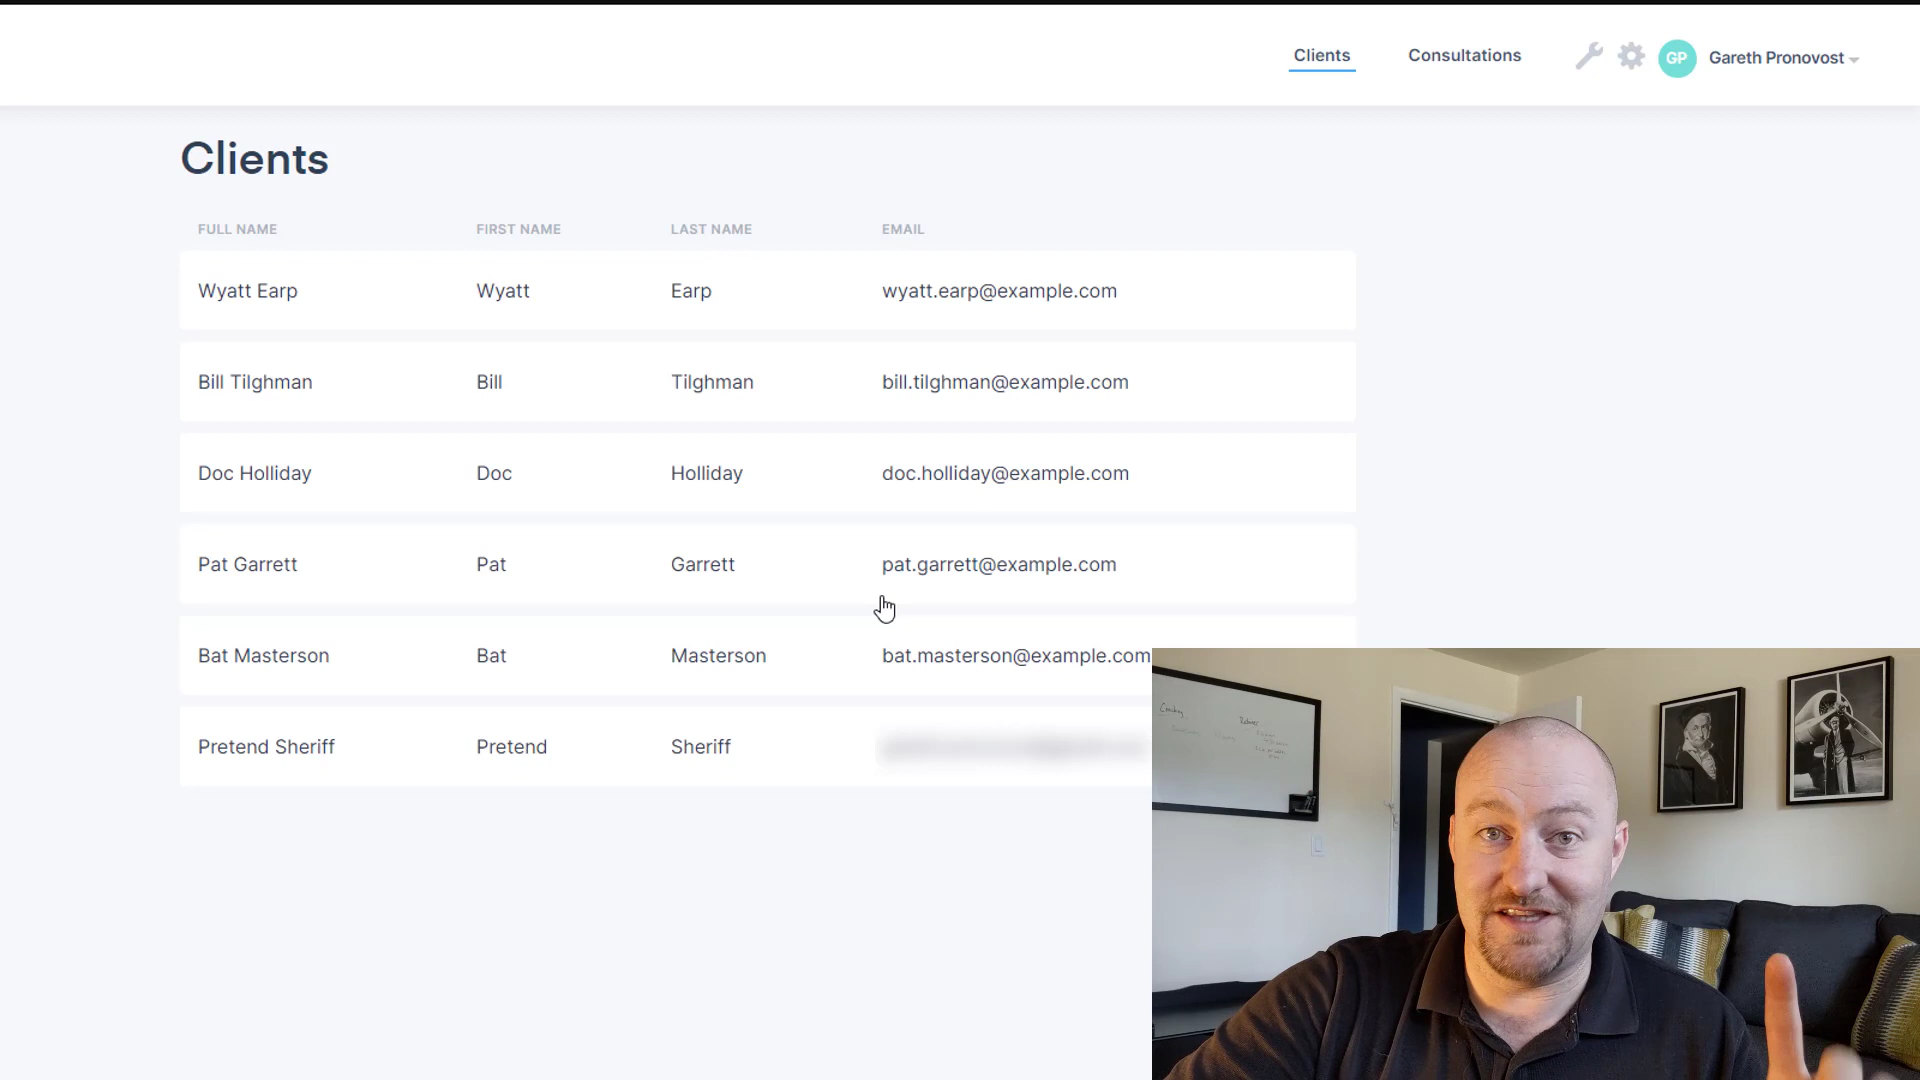 Clients Consultations GP Gareth Pronovost
Clients
FULL NAME FIRST NAME LAST NAME EMAIL
Wyatt Earp Wyatt Earp wyatt.earp@example.com
Bill Tilghman Bill Tilghman bill.tilghman@example.com
Doc Holliday Doc Holliday doc.holliday@example.com
Pat Garrett Pat Garrett pat.garrett@example.com
Bat Masterson Bat Masterson bat.masterson@example.com
Pretend Sheriff Pretend Sheriff